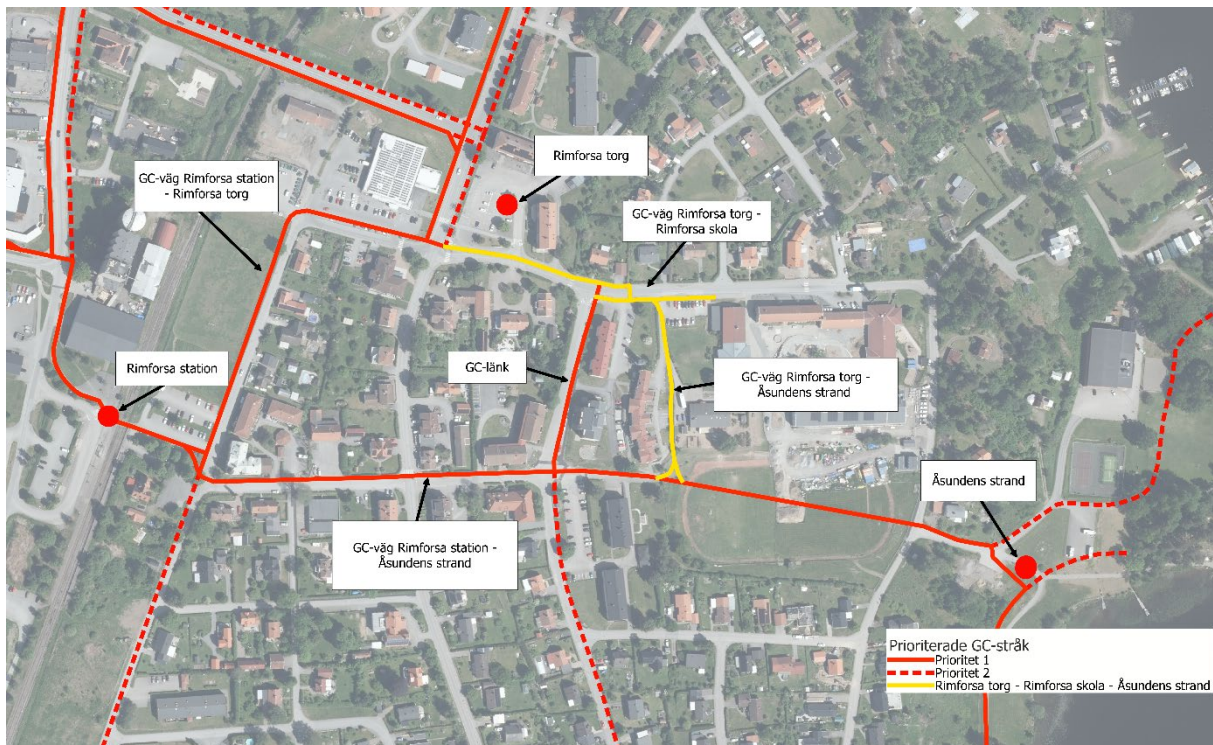 Rimforsa torg
GC-väg Rimforsa station
- Rimforsa torg
GC-väg Rimforsa torg -
Rimforsa skola
Rimforsa station
GC-länk
GC-väg Rimforsa torg -
Åsundens strand
Åsundens strand
GC-väg Rimforsa station -
Åsundens strand
Prioriterade GC-stråk
Prioritet 1
Prioritet 2
Rimforsa torg - Rimforsa skola - Åsundens strand